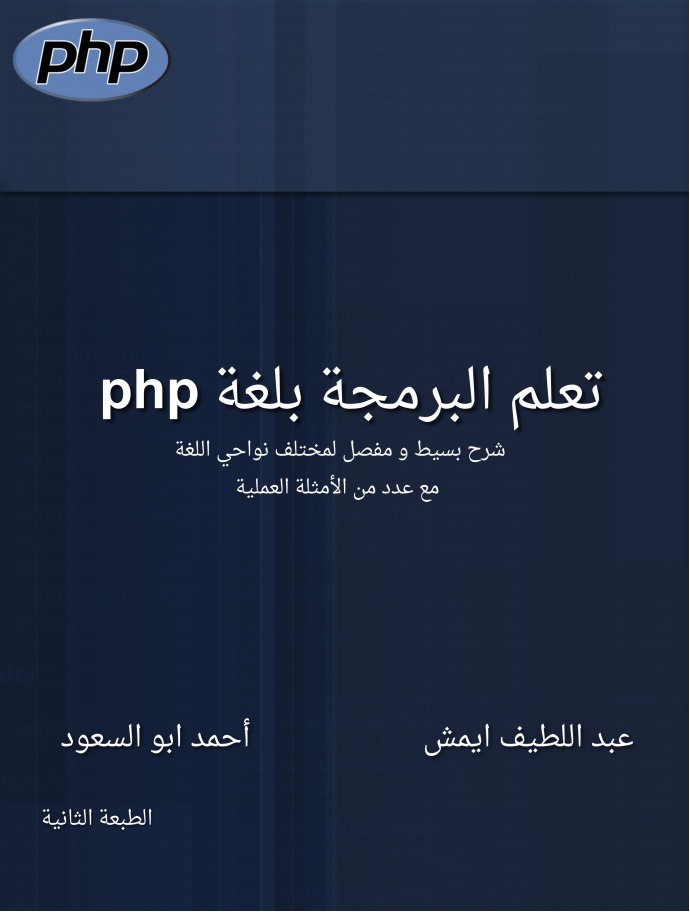 php
تعلم البرمجة بلغة php
شرح بسيط و مفصل لمختلف نواحي اللغة
مع عدد من الأمثلة العملية
عبد اللطيف ايمش
أحمد ابو السعود
الطبعة الثانية